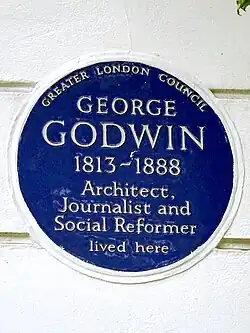 GREATER LONDON COUNCIL
GEORGE
GODWIN
1813-1888
Architect,
Journalist and
Social Reformer
lived here